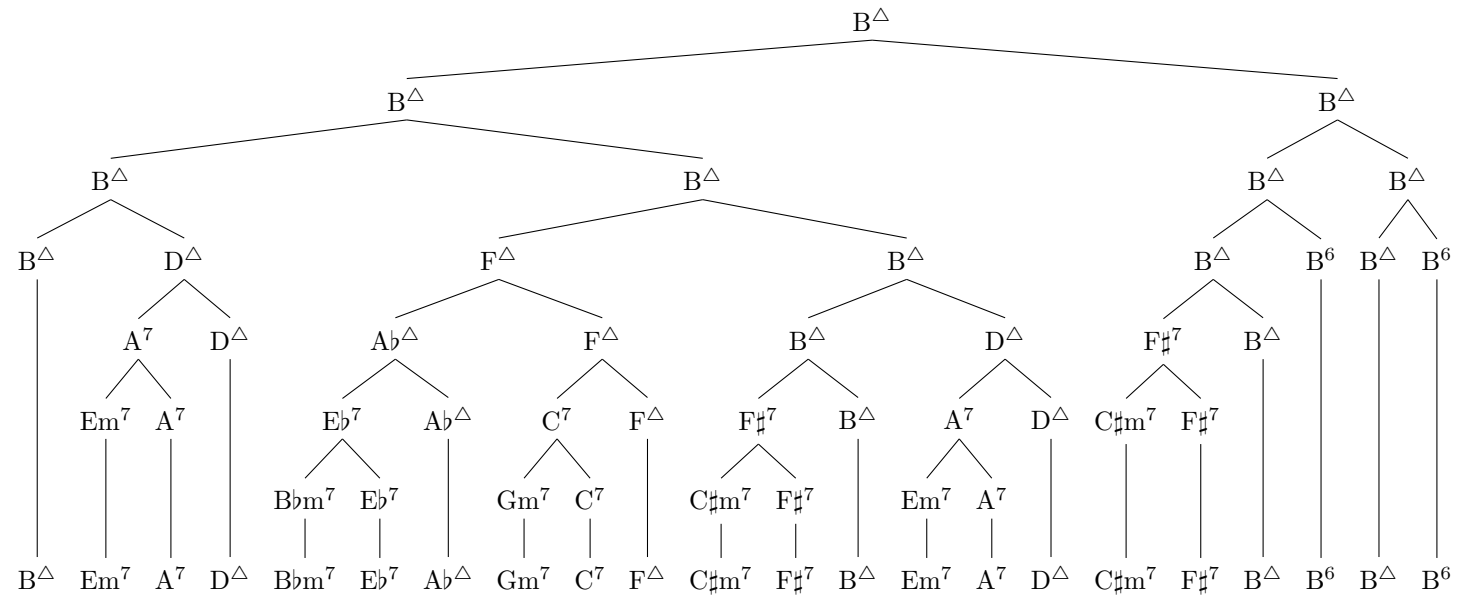 B△
B△ B△
B△ B△ B△ B△
B△ D△ F△ B△ B△ B⁶ B△ B⁶
A⁷ D△ A♭△ F△ B△ D△ F♯⁷ B△
Em⁷ A⁷ E♭⁷ A♭△ C⁷ F△ F♯⁷ B△ A⁷ D△ C♯m⁷ F♯⁷
B♭m⁷ E♭⁷ Gm⁷ C⁷ C♯m⁷ F♯⁷ Em⁷ A⁷
B△ Em⁷ A⁷ D△ B♭m⁷ E♭⁷ A♭△ Gm⁷ C⁷ F△ C♯m⁷ F♯⁷ B△ Em⁷ A⁷ D△ C♯m⁷ F♯⁷ B△ B⁶ B△ B⁶